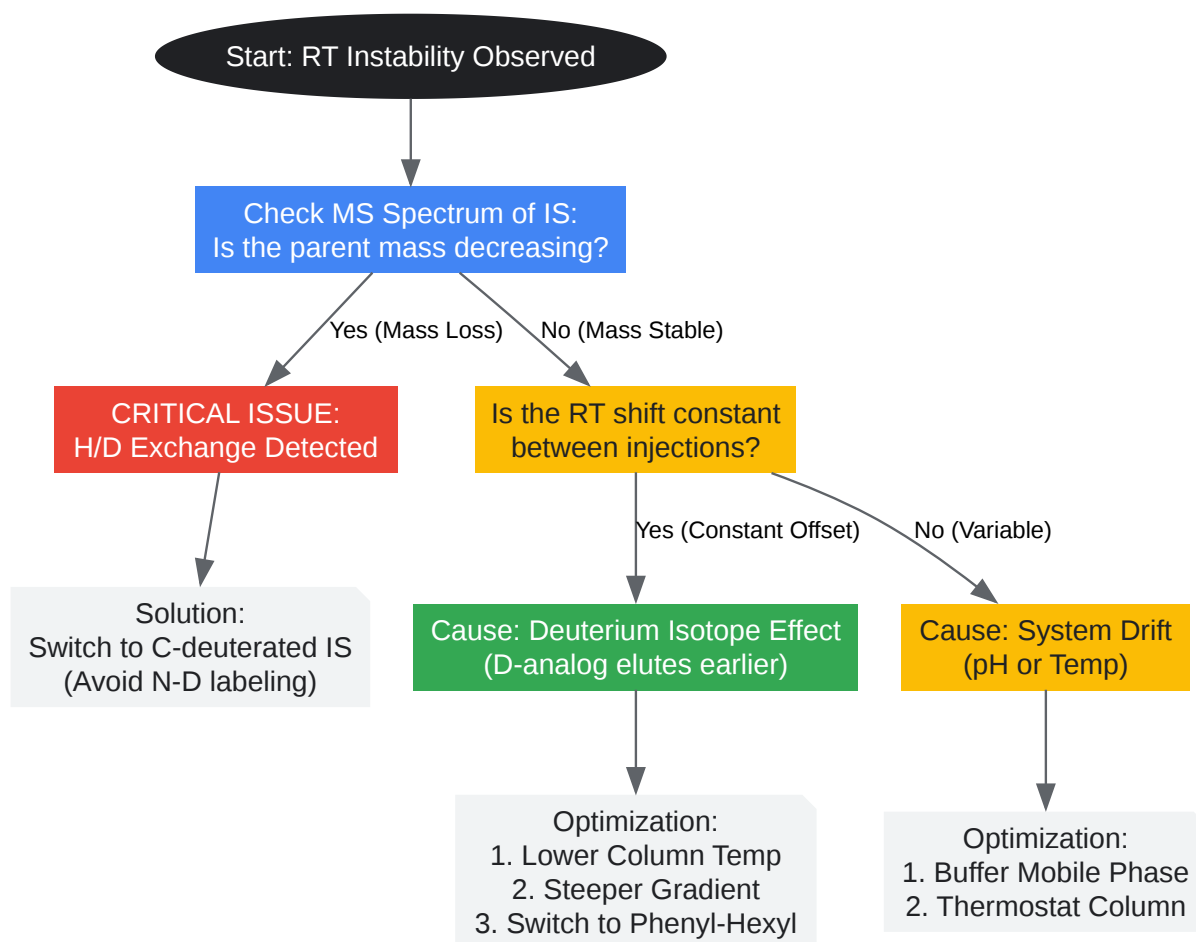 Start: RT Instability Observed
Check MS Spectrum of IS:
Is the parent mass decreasing?
Yes (Mass Loss)
No (Mass Stable)
CRITICAL ISSUE:
H/D Exchange Detected
Is the RT shift constant
between injections?
Yes (Constant Offset)
No (Variable)
Solution:
Switch to C-deuterated IS
(Avoid N-D labeling)
Cause: Deuterium Isotope Effect
(D-analog elutes earlier)
Cause: System Drift
(pH or Temp)
Optimization:
1. Lower Column Temp
2. Steeper Gradient
3. Switch to Phenyl-Hexyl
Optimization:
1. Buffer Mobile Phase
2. Thermostat Column